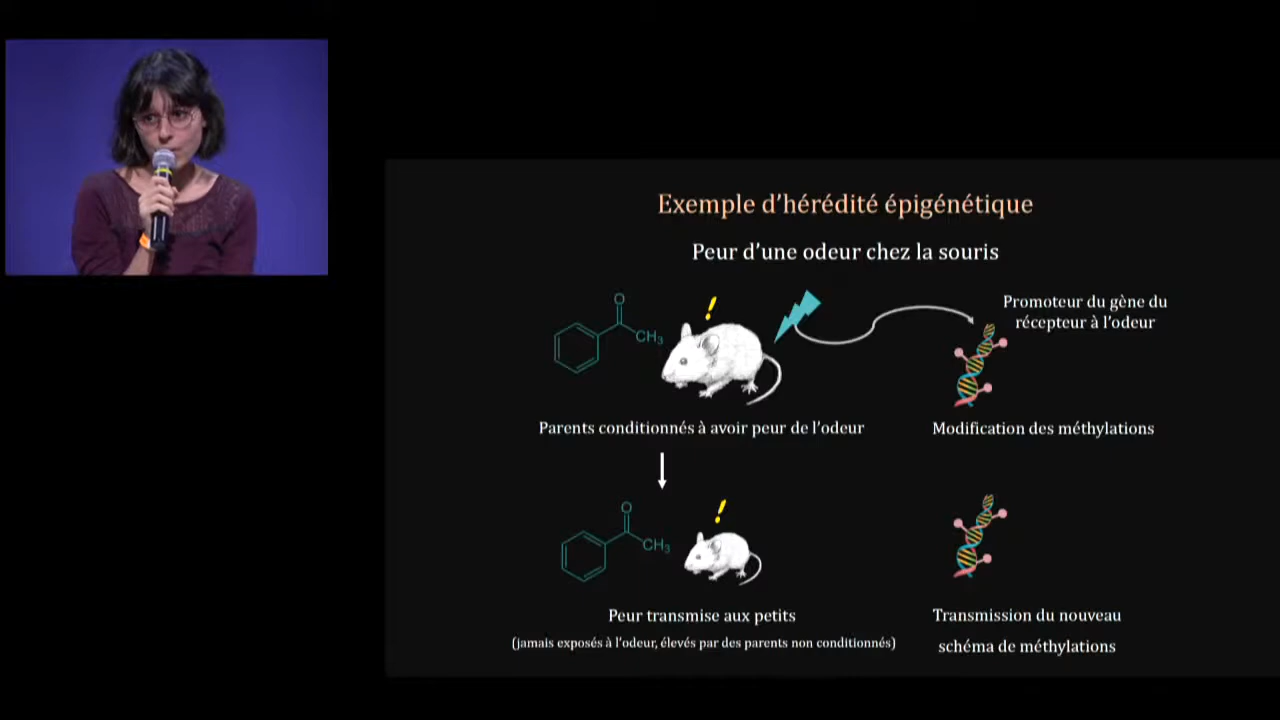 Exemple d'hérédité épigénétique
Peur d'une odeur chez la souris
O
CH₃
!
Promoteur du gène du
récepteur à l'odeur
Parents conditionnés à avoir peur de l'odeur
Modification des méthylations
O
CH₃
!
Peur transmise aux petits
(jamais exposés à l'odeur, élevés par des parents non conditionnés)
Transmission du nouveau
schéma de méthylations